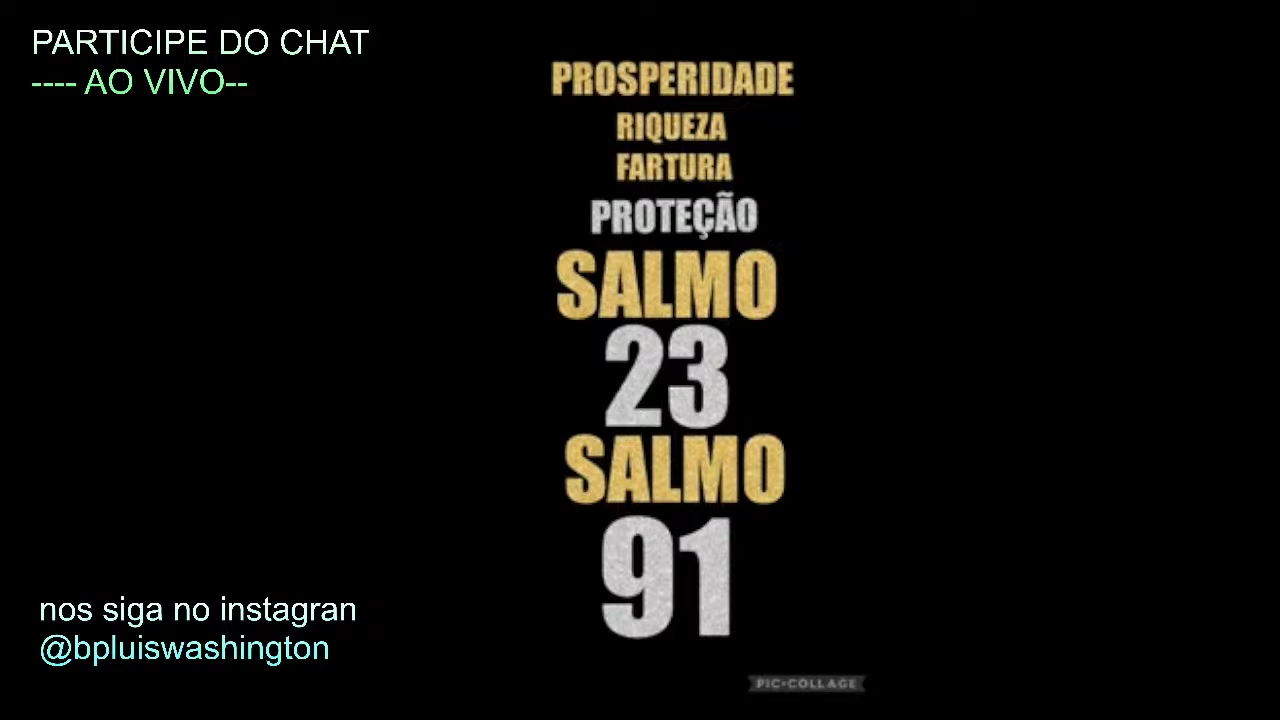 PARTICIPE DO CHAT
---- AO VIVO--
PROSPERIDADE
RIQUEZA
FARTURA
PROTEÇÃO
SALMO
23
SALMO
91
nos siga no instagran
@bpluiswashington
PIC•COLLAGE